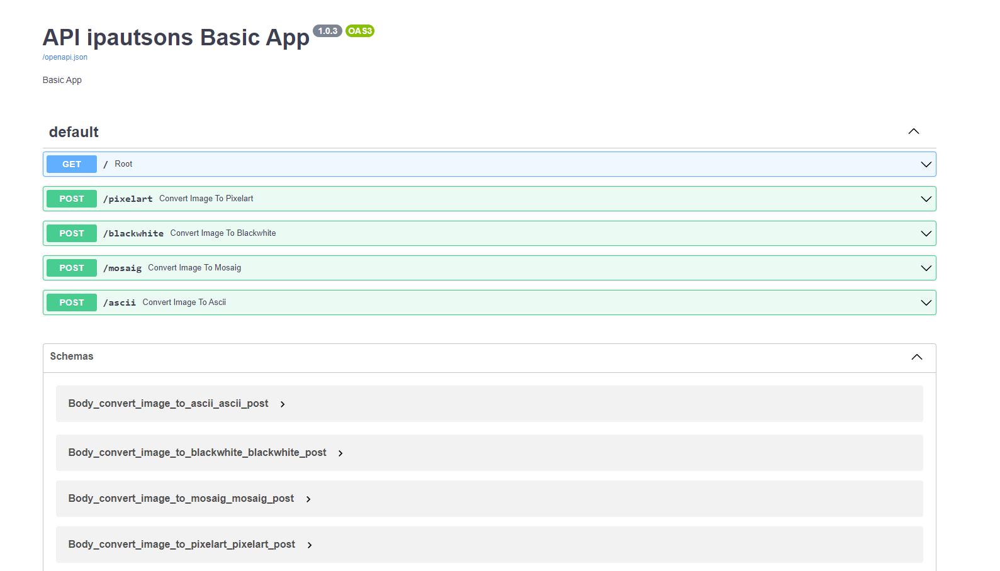 API ipautsons Basic App 1.0.3 OAS3
/openapi.json
Basic App
default
GET / Root
POST /pixelart Convert Image To Pixelart
POST /blackwhite Convert Image To Blackwhite
POST /mosaig Convert Image To Mosaig
POST /ascii Convert Image To Ascii
Schemas
Body_convert_image_to_ascii_ascii_post
Body_convert_image_to_blackwhite_blackwhite_post
Body_convert_image_to_mosaig_mosaig_post
Body_convert_image_to_pixelart_pixelart_post